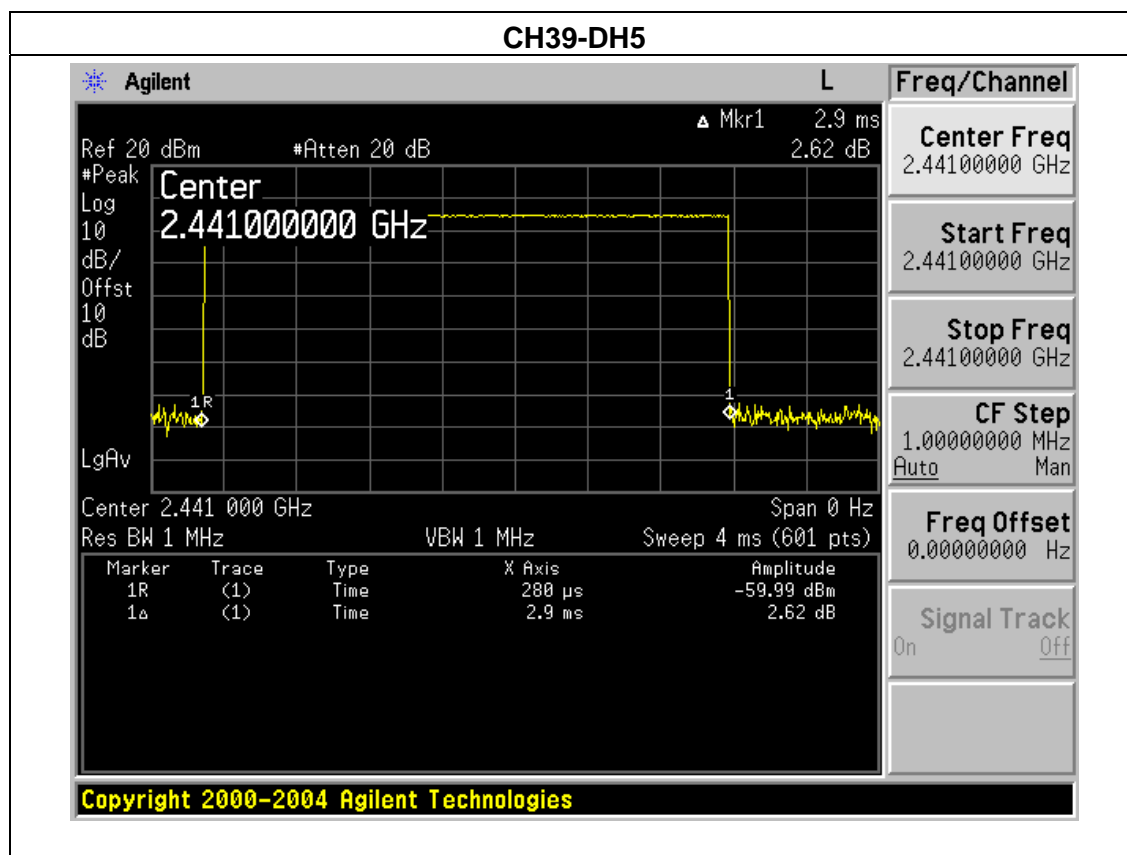 CH39-DH5
Agilent L
Freq/Channel
Δ Mkr1 2.9 ms
Ref 20 dBm #Atten 20 dB 2.62 dB
#Peak
Log
10
dB/
Offst
10
dB
LgAv
Center
2.441000000 GHz
1R
1
Center 2.441 000 GHz Span 0 Hz
Res BW 1 MHz VBW 1 MHz Sweep 4 ms (601 pts)
Marker Trace Type X Axis Amplitude
1R (1) Time 280 µs -59.99 dBm
1Δ (1) Time 2.9 ms 2.62 dB
Center Freq
2.44100000 GHz
Start Freq
2.44100000 GHz
Stop Freq
2.44100000 GHz
CF Step
1.00000000 MHz
Auto Man
Freq Offset
0.00000000 Hz
Signal Track
On Off
Copyright 2000-2004 Agilent Technologies